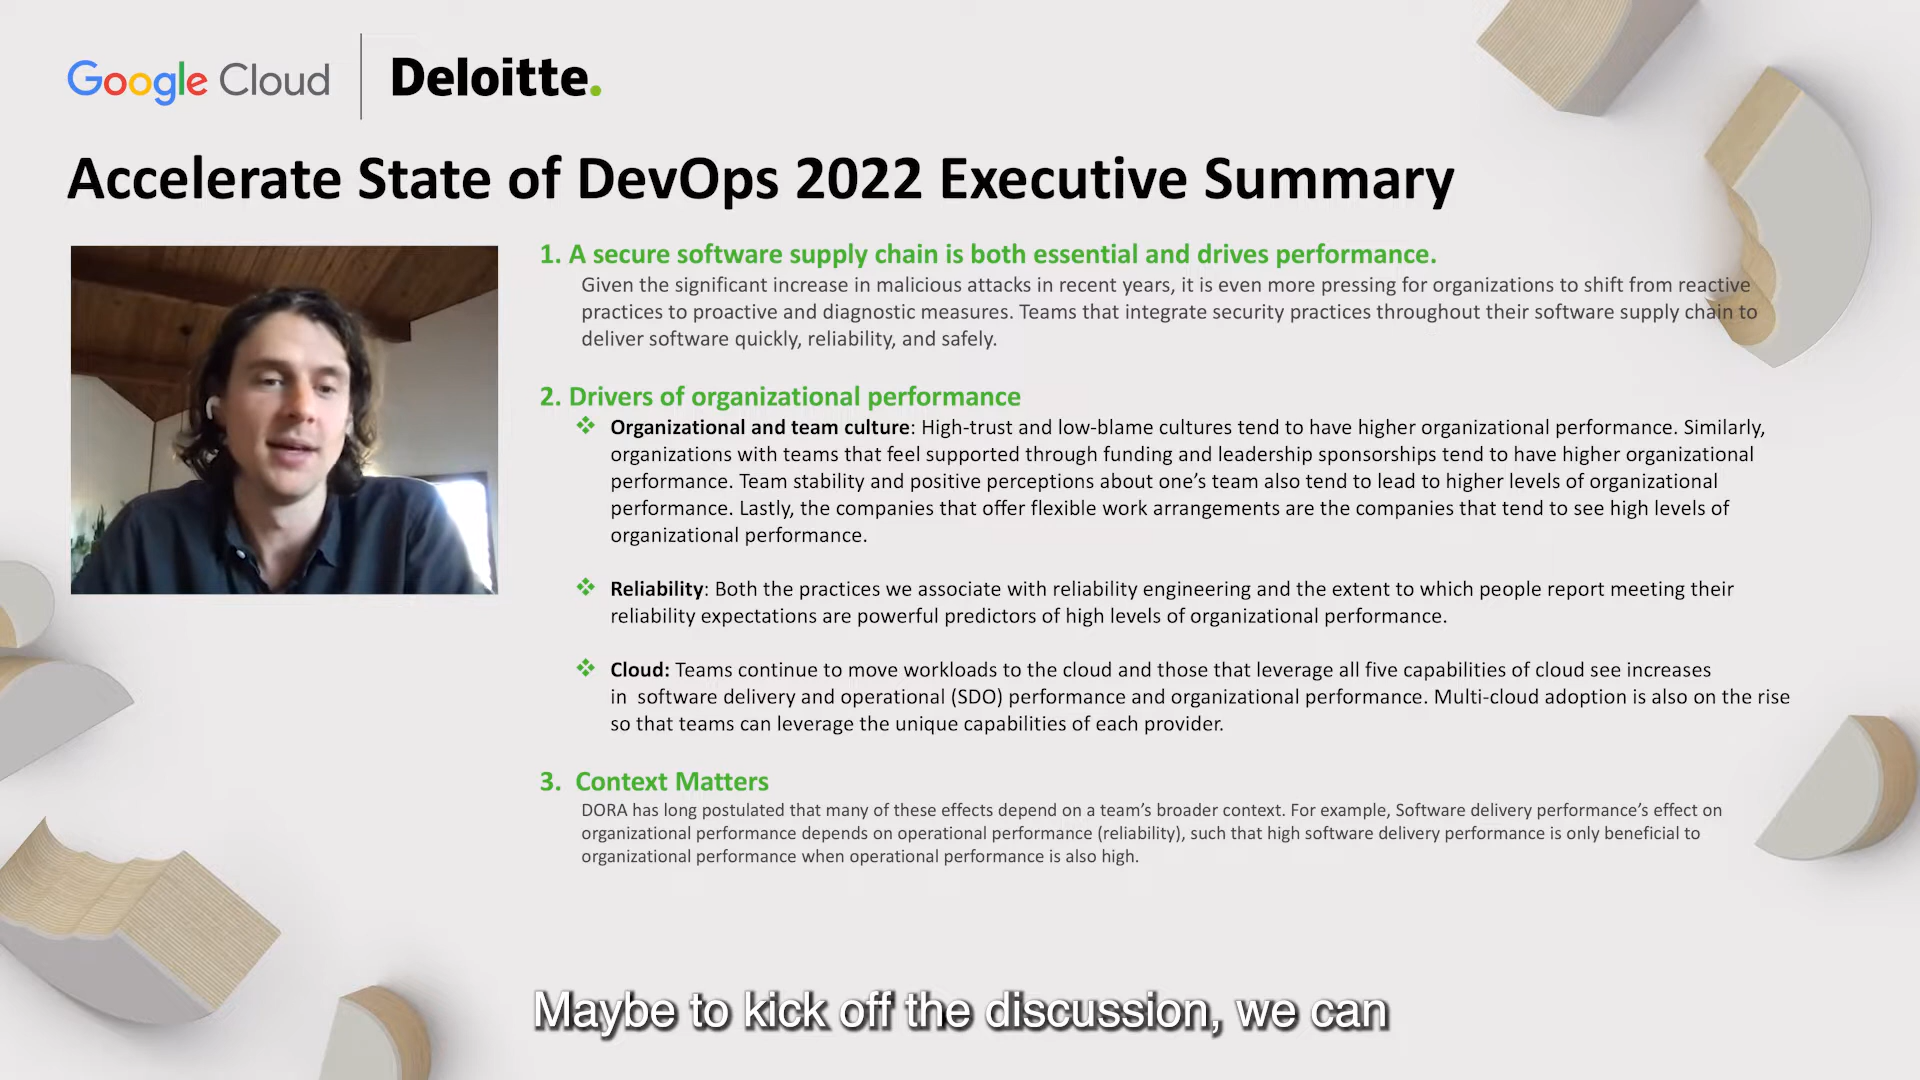 Google Cloud
Deloitte.
Accelerate State of DevOps 2022 Executive Summary
1. A secure software supply chain is both essential and drives performance.
Given the significant increase in malicious attacks in recent years, it is even more pressing for organizations to shift from reactive
practices to proactive and diagnostic measures. Teams that integrate security practices throughout their software supply chain to
deliver software quickly, reliability, and safely.
2. Drivers of organizational performance
❖ Organizational and team culture: High-trust and low-blame cultures tend to have higher organizational performance. Similarly,
organizations with teams that feel supported through funding and leadership sponsorships tend to have higher organizational
performance. Team stability and positive perceptions about one’s team also tend to lead to higher levels of organizational
performance. Lastly, the companies that offer flexible work arrangements are the companies that tend to see high levels of
organizational performance.
❖ Reliability: Both the practices we associate with reliability engineering and the extent to which people report meeting their
reliability expectations are powerful predictors of high levels of organizational performance.
❖ Cloud: Teams continue to move workloads to the cloud and those that leverage all five capabilities of cloud see increases
in software delivery and operational (SDO) performance and organizational performance. Multi-cloud adoption is also on the rise
so that teams can leverage the unique capabilities of each provider.
3. Context Matters
DORA has long postulated that many of these effects depend on a team’s broader context. For example, Software delivery performance’s effect on
organizational performance depends on operational performance (reliability), such that high software delivery performance is only beneficial to
organizational performance when operational performance is also high.
Maybe to kick off the discussion, we can